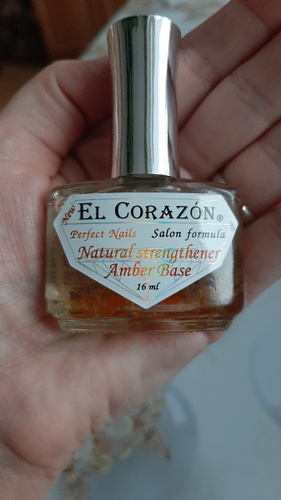 New
EL CORAZÓN®
Perfect Nails Salon formula
Natural strengthener
Amber Base
16 ml